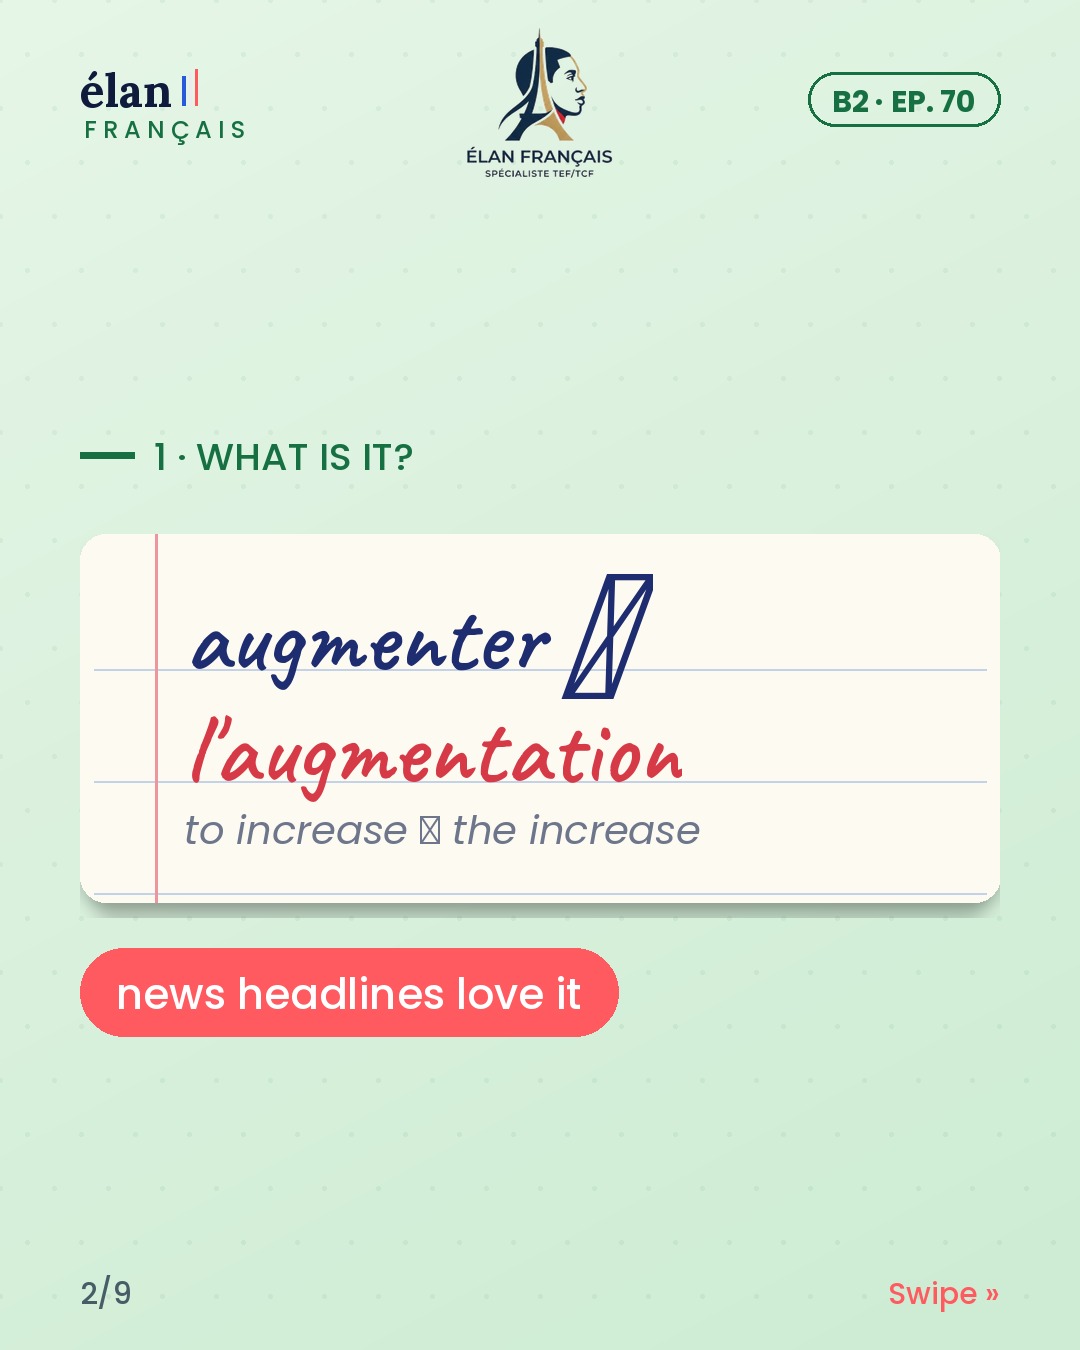 élan
FRANÇAIS
ÉLAN FRANÇAIS
SPÉCIALISTE TEF/TCF
B2 · EP. 70
1 · WHAT IS IT?
augmenter
l'augmentation
to increase the increase
news headlines love it
2/9
Swipe »